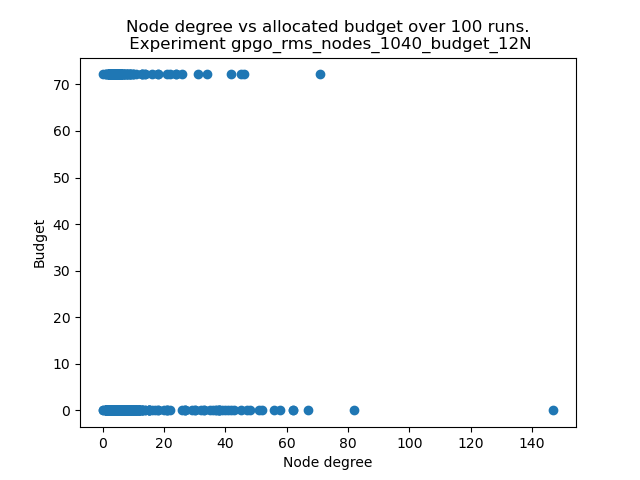 Node degree vs allocated budget over 100 runs.
Experiment gpgo_rms_nodes_1040_budget_12N
70
60
50
40
30
20
10
0
Budget
0 20 40 60 80 100 120 140
Node degree